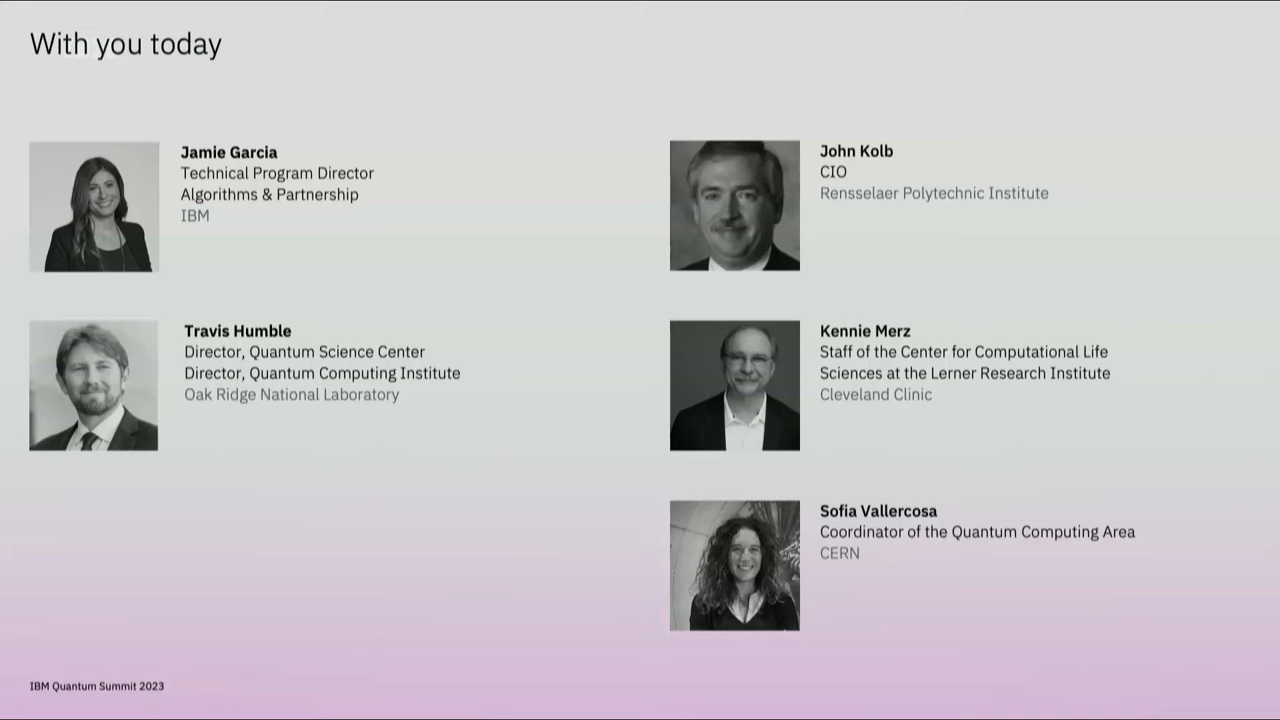 With you today
Jamie Garcia
Technical Program Director
Algorithms & Partnership
IBM
Travis Humble
Director, Quantum Science Center
Director, Quantum Computing Institute
Oak Ridge National Laboratory
John Kolb
CIO
Rensselaer Polytechnic Institute
Kennie Merz
Staff of the Center for Computational Life
Sciences at the Lerner Research Institute
Cleveland Clinic
Sofia Vallercosa
Coordinator of the Quantum Computing Area
CERN
IBM Quantum Summit 2023